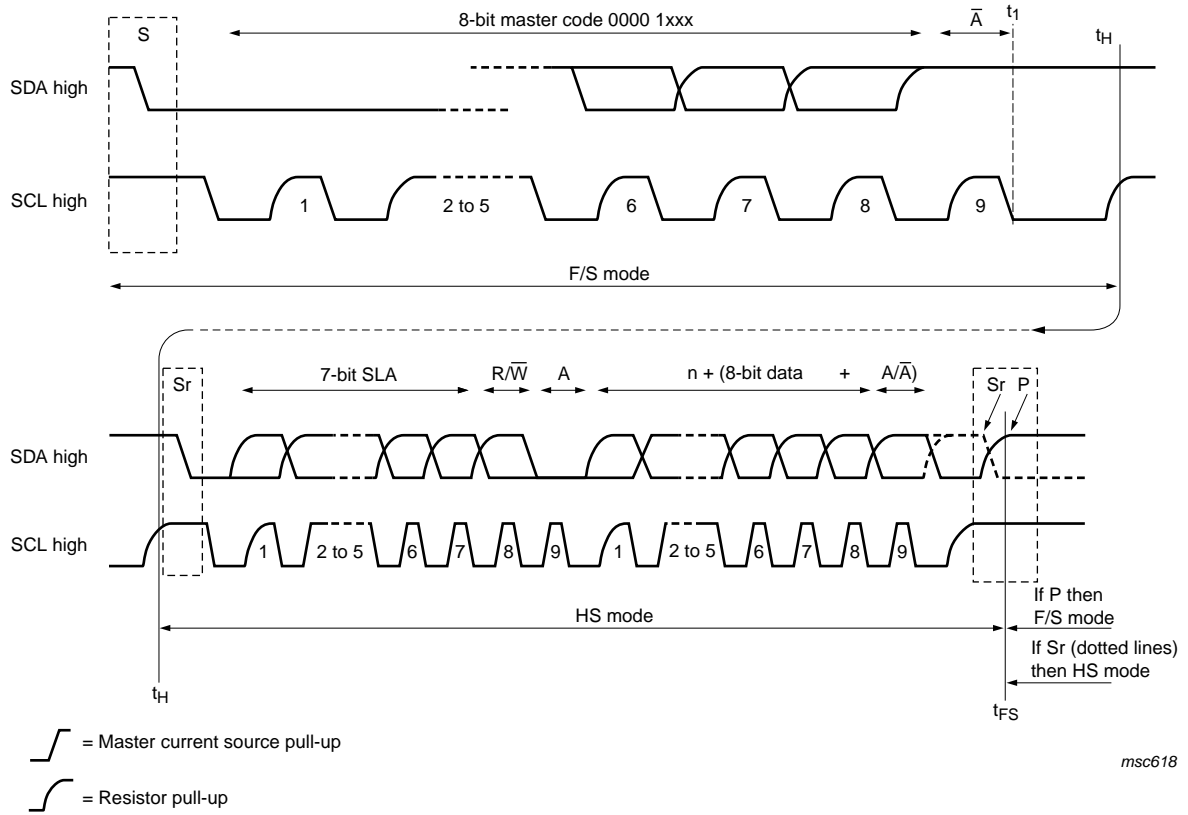 8-bit master code 0000 1xxx
A̅
t1
S
tH
SDA high
SCL high
1
2 to 5
6
7
8
9
F/S mode
Sr
7-bit SLA
R/W̅
A
n + (8-bit data
+
A/A̅)
Sr
P
SDA high
SCL high
1
2 to 5
6
7
8
9
1
2 to 5
6
7
8
9
HS mode
If P then
F/S mode
If Sr (dotted lines)
then HS mode
tH
tFS
= Master current source pull-up
= Resistor pull-up
msc618